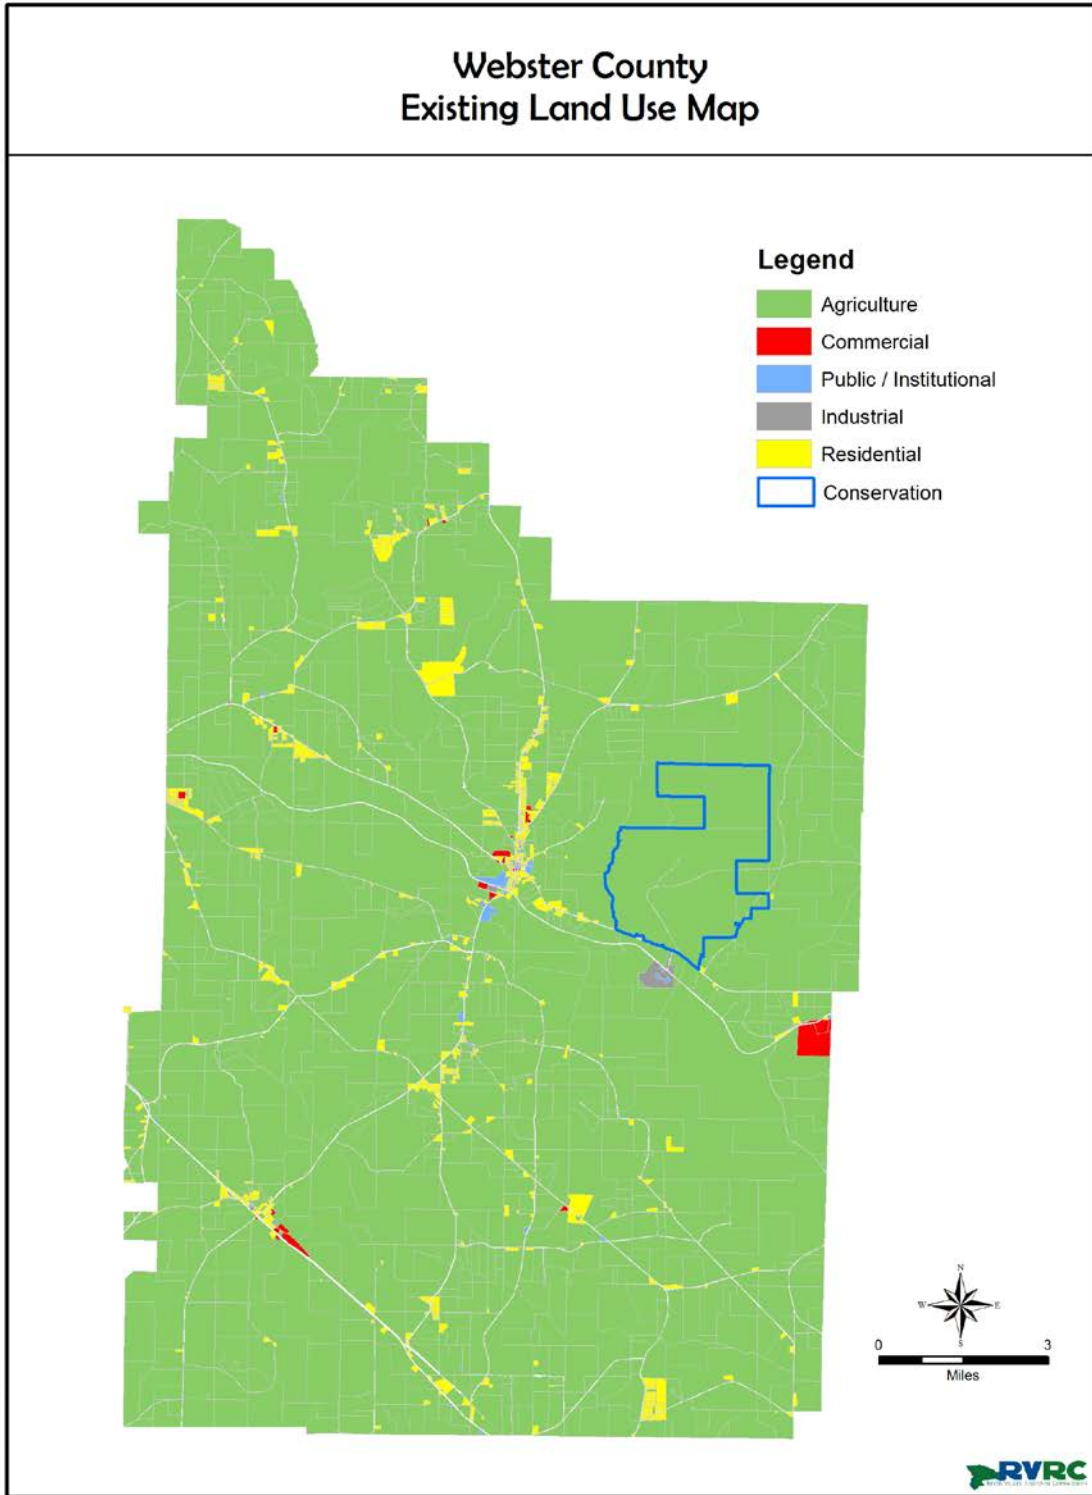 Webster County
Existing Land Use Map
Legend
Agriculture
Commercial
Public / Institutional
Industrial
Residential
Conservation
N
W E
S
0 3
Miles
RVRC